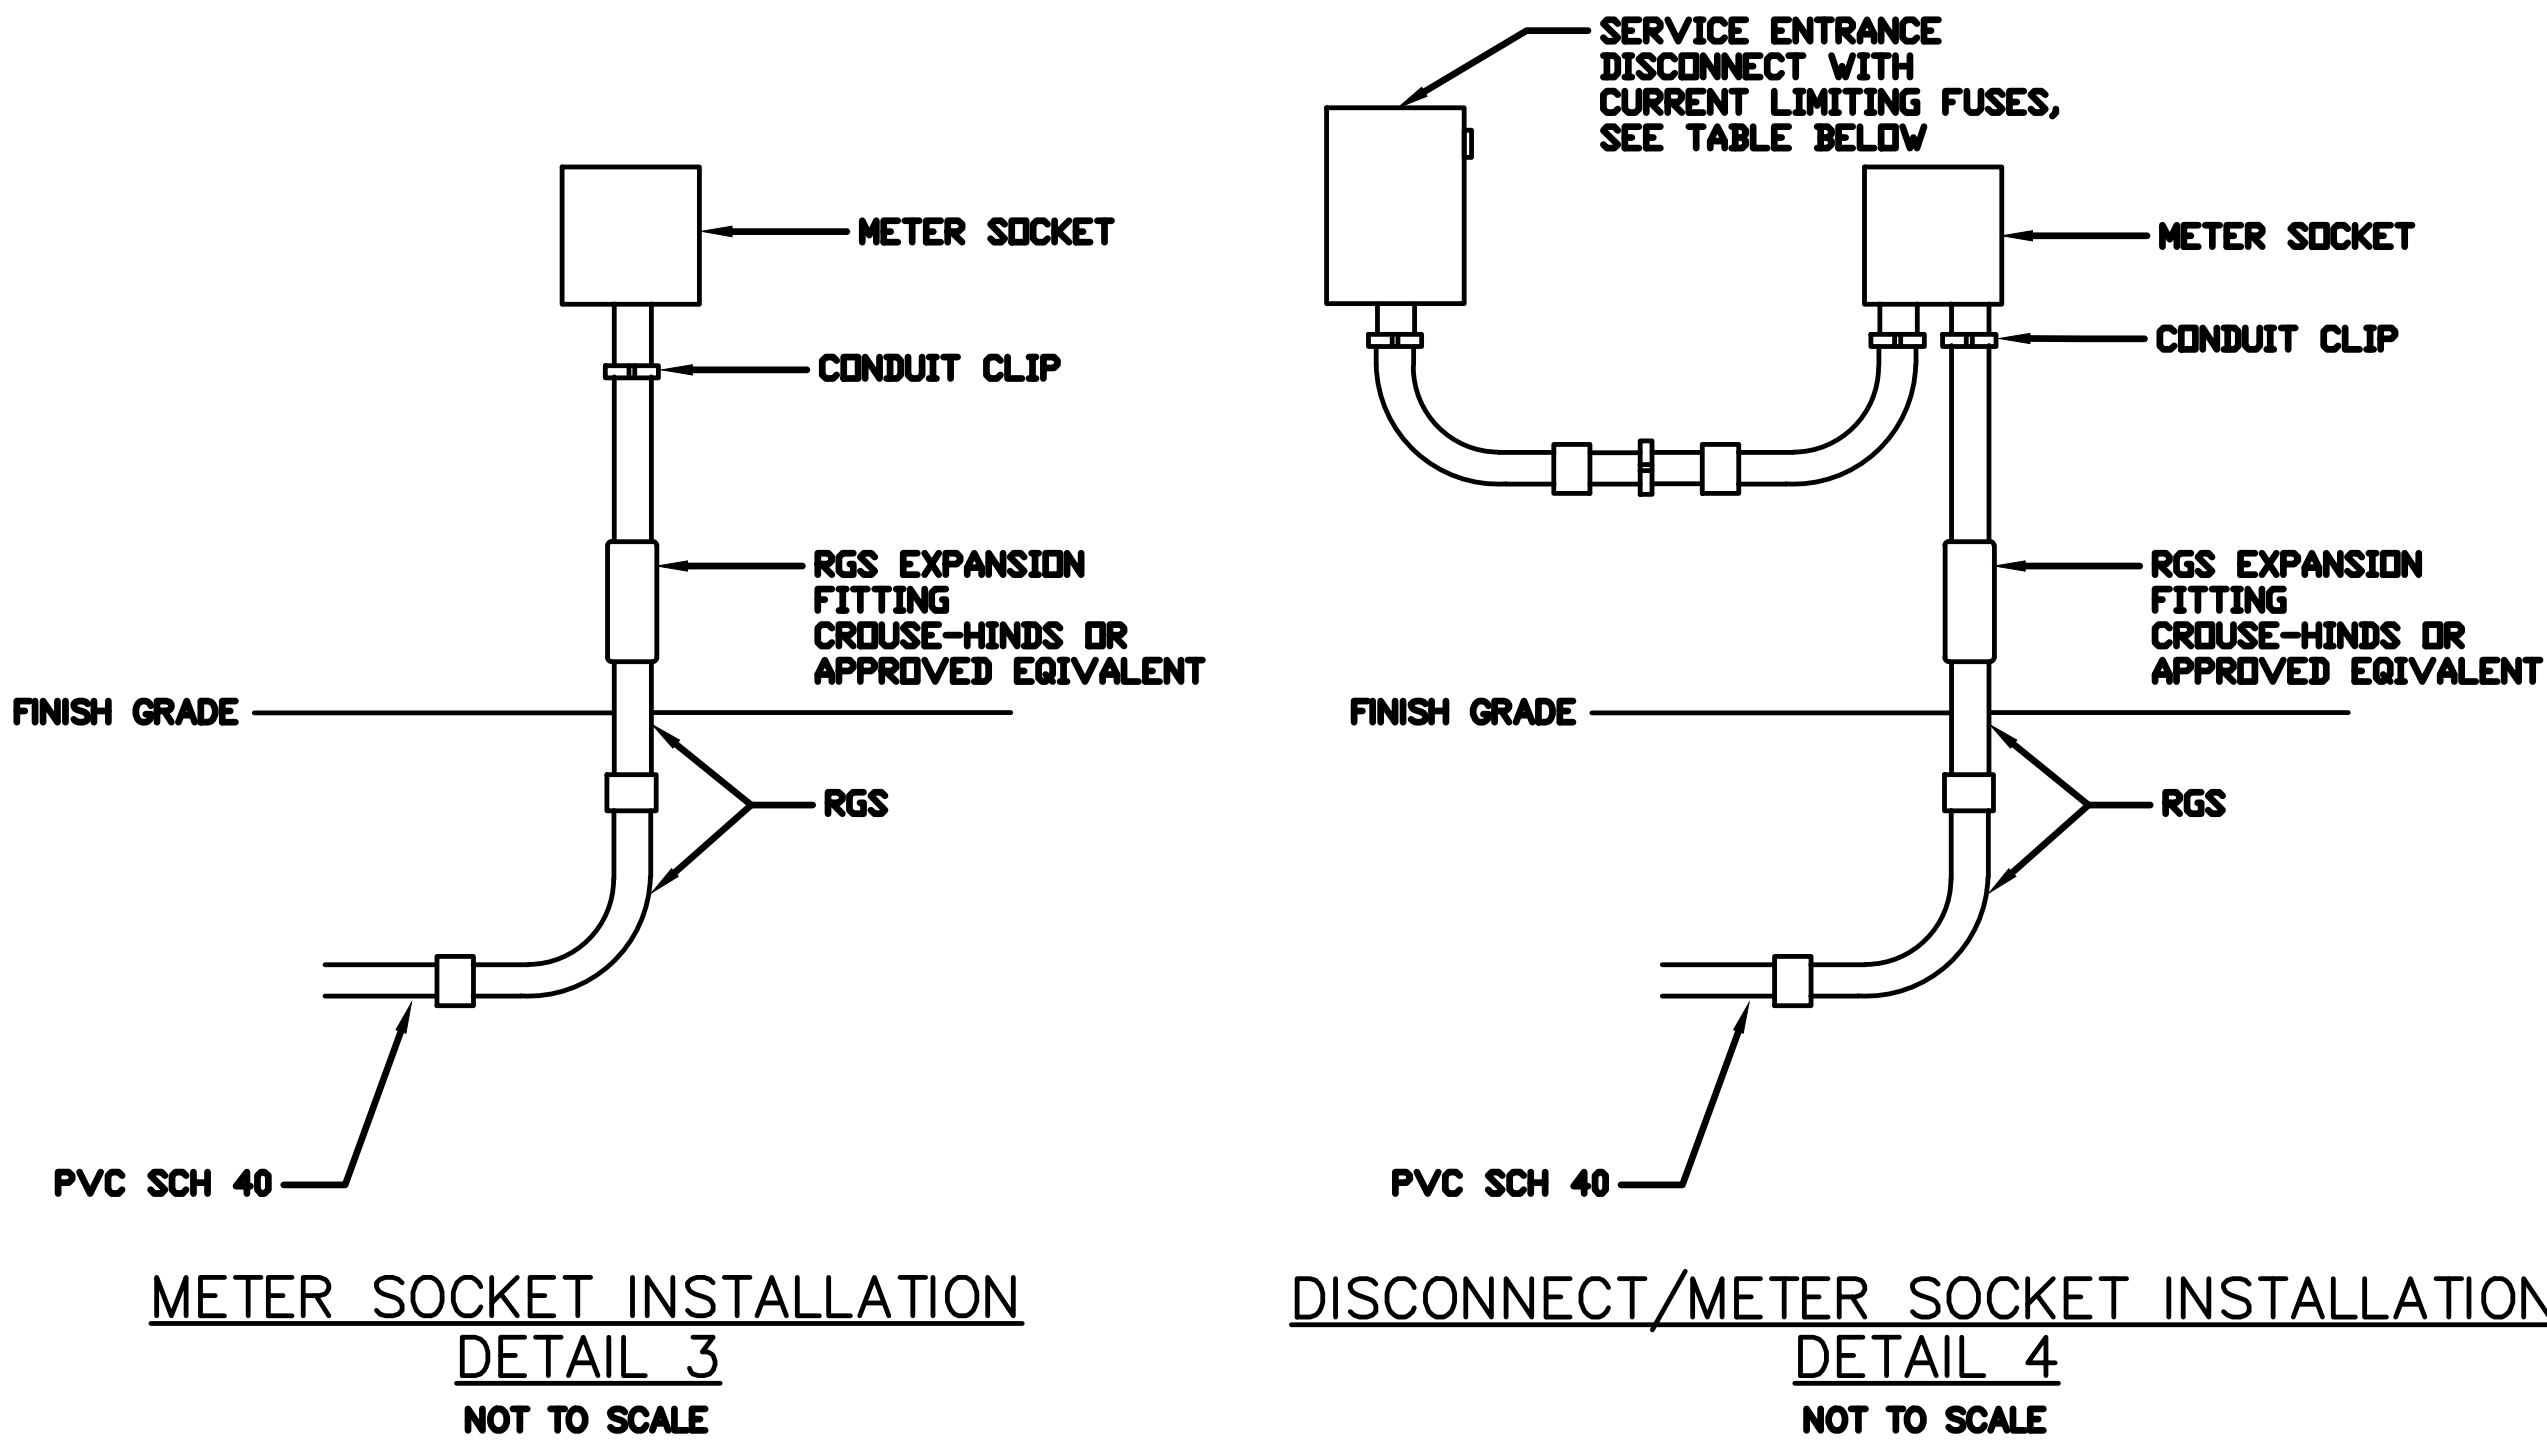 METER SOCKET
CONDUIT CLIP
RGS EXPANSION
FITTING
CROUSE-HINDS OR
APPROVED EQIVALENT
FINISH GRADE
RGS
PVC SCH 40
METER SOCKET INSTALLATION
DETAIL 3
NOT TO SCALE
SERVICE ENTRANCE
DISCONNECT WITH
CURRENT LIMITING FUSES,
SEE TABLE BELOW
METER SOCKET
CONDUIT CLIP
RGS EXPANSION
FITTING
CROUSE-HINDS OR
APPROVED EQIVALENT
FINISH GRADE
RGS
PVC SCH 40
DISCONNECT/METER SOCKET INSTALLATION
DETAIL 4
NOT TO SCALE